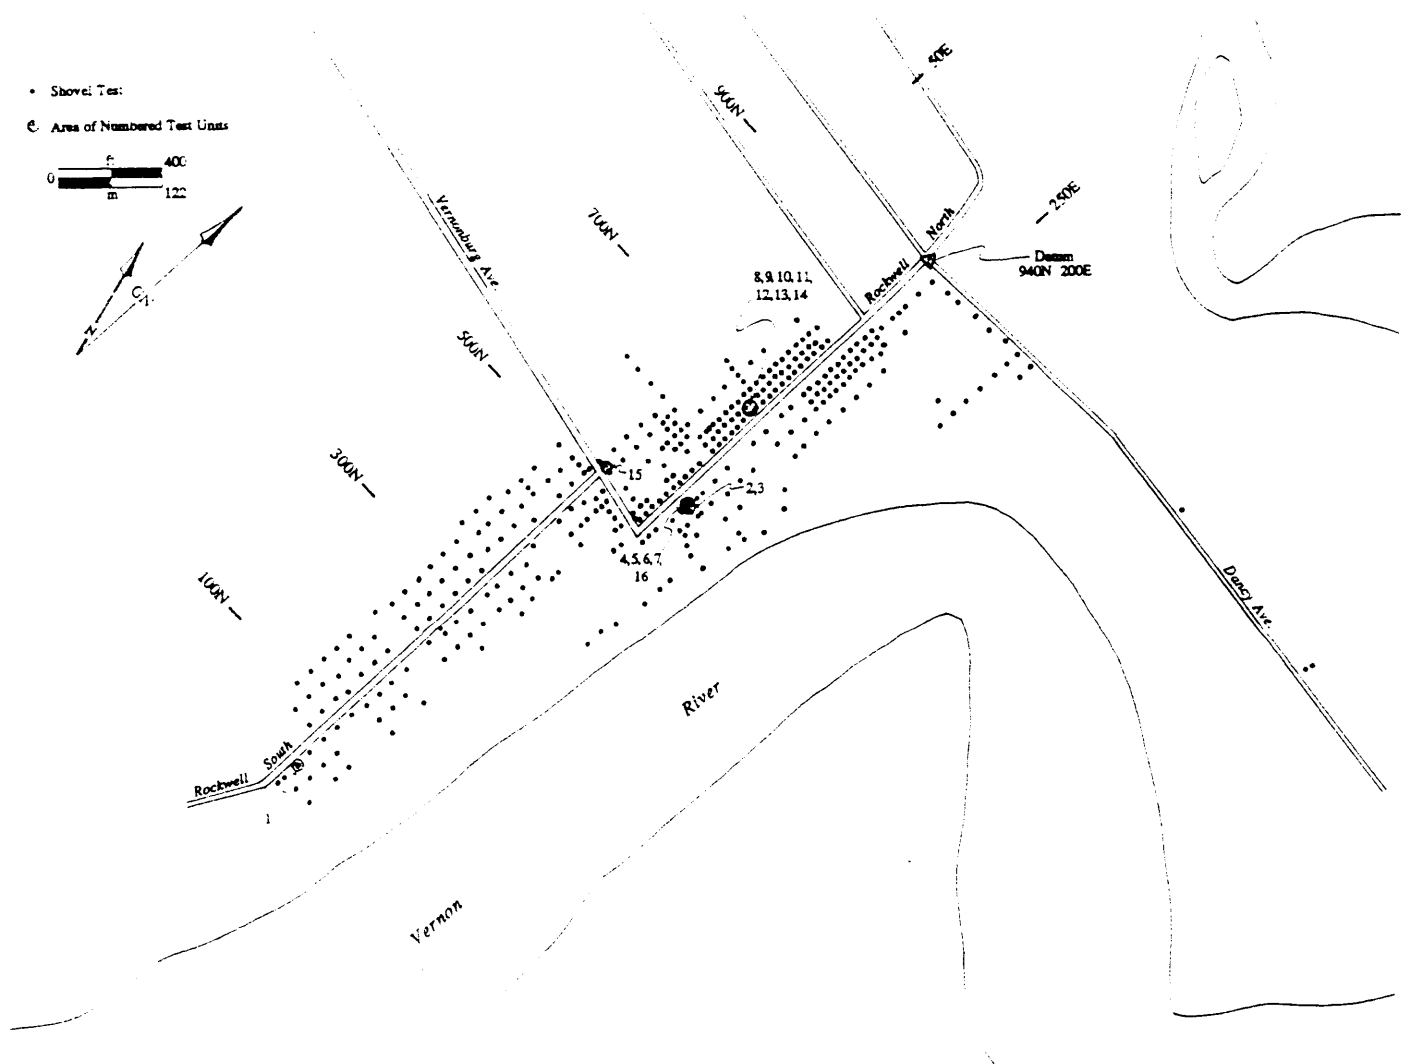 Shovel Test
Area of Numbered Test Units
ft
400
0
m
122
N
GN
50E
900N
250E
North
Datum
940N 200E
Rockwell
Vernonburg Ave.
700N
8, 9, 10, 11,
12, 13, 14
500N
300N
15
2, 3
4, 5, 6, 7,
16
100N
Dancy Ave.
River
South
Rockwell
1
Vernon